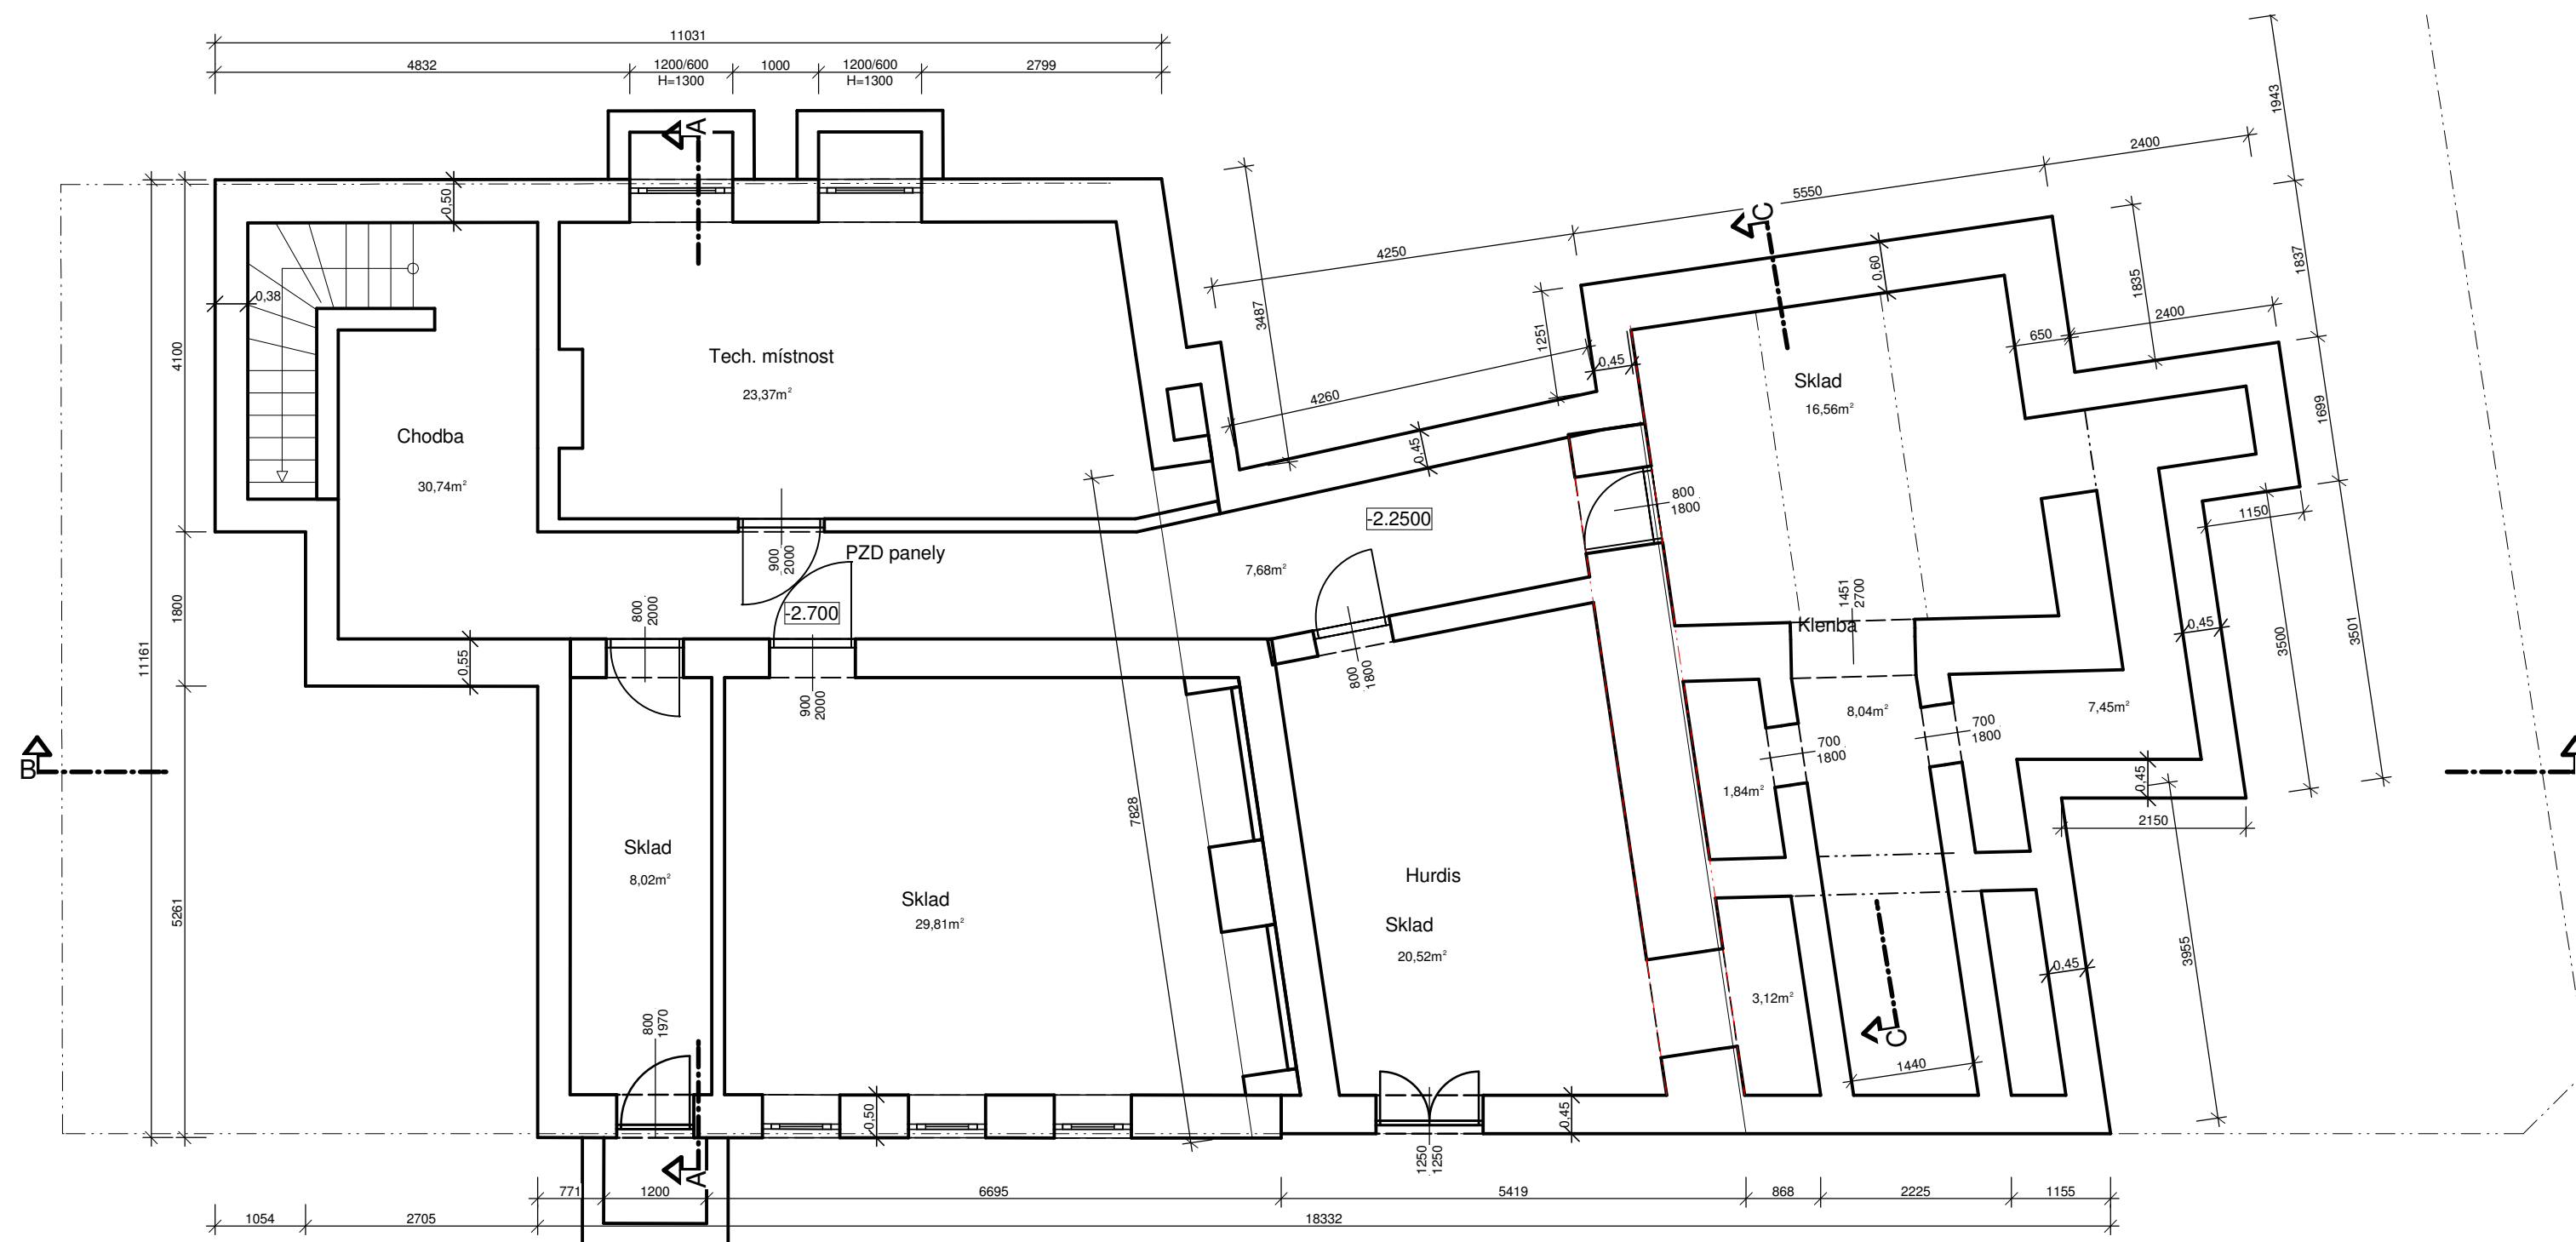 11031
4832
1200/600
H=1300
1000
1200/600
H=1300
2799
1943
2400
5550
4250
1837
1835
2400
650
3487
1251
4260
0,45
0,45
0,60
1699
A
C
0,50
0,38
4100
1800
11161
5261
Tech. místnost
23,37m²
Chodba
30,74m²
Sklad
16,56m²
800
1800
-2.2500
1150
900
2000
PZD panely
7,68m²
-2.700
800
2000
1451
2700
Klenba
0,45
3500
3501
0,55
900
2000
800
1800
8,04m²
7,45m²
700
1800
700
1800
B
1,84m²
0,45
2150
7828
Sklad
8,02m²
Sklad
29,81m²
Hurdis
Sklad
20,52m²
3955
0,45
3,12m²
C
1440
800
1970
0,50
0,45
1250
1250
A
771
1200
6695
5419
868
2225
1155
1054
2705
18332